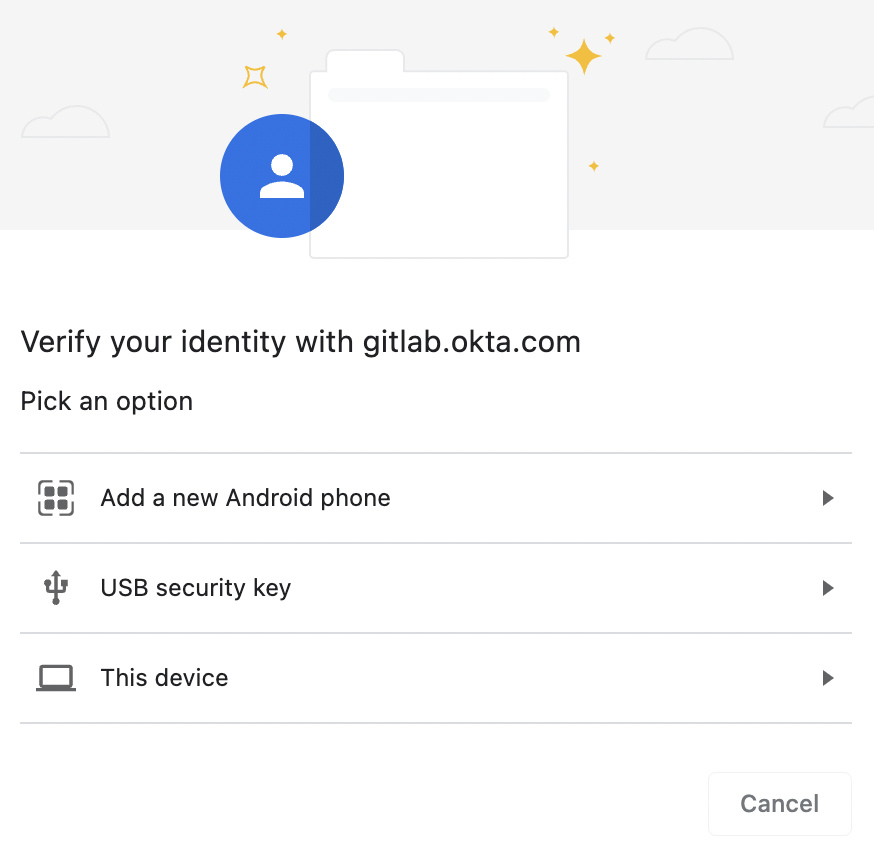 Verify your identity with gitlab.okta.com
Pick an option
Add a new Android phone
USB security key
This device
Cancel